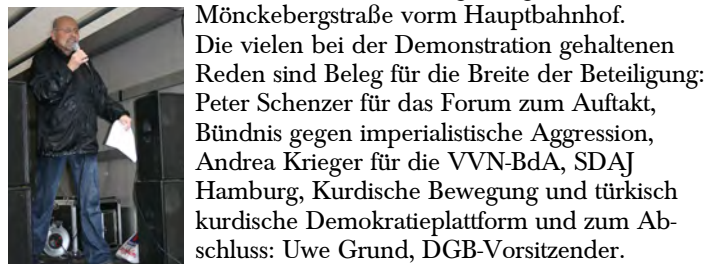 Mönckebergstraße vorm Hauptbahnhof.
Die vielen bei der Demonstration gehaltenen
Reden sind Beleg für die Breite der Beteiligung:
Peter Schenzer für das Forum zum Auftakt,
Bündnis gegen imperialistische Aggression,
Andrea Krieger für die VVN-BdA, SDAJ
Hamburg, Kurdische Bewegung und türkisch
kurdische Demokratieplattform und zum Ab-
schluss: Uwe Grund, DGB-Vorsitzender.